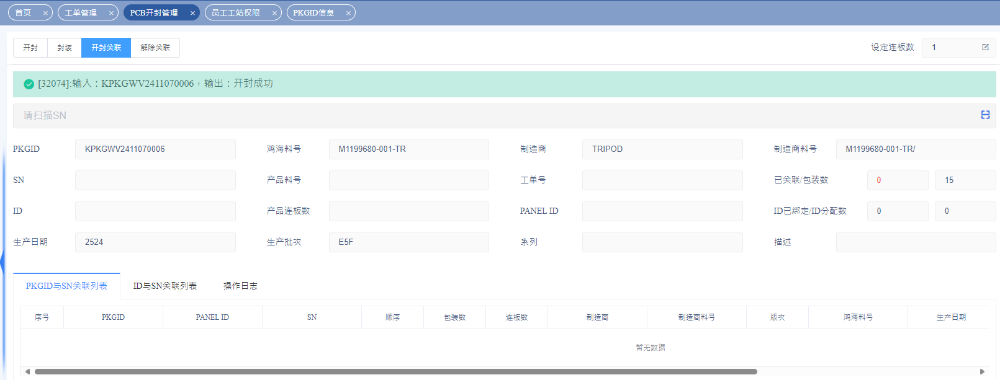 首页 × 工单管理 × PCB开封管理 × 员工工站权限 × PKGID信息 ×
开封 封装 开封关联 解除关联 设定连板数 1
[32074]:输入：KPKGWV2411070006，输出：开封成功
请扫描SN
PKGID KPKGWV2411070006 鸿海料号 M1199680-001-TR 制造商 TRIPOD 制造商料号 M1199680-001-TR/
SN 产品料号 工单号 已关联/包装数 0 15
ID 产品连板数 PANEL ID ID已绑定/ID分配数 0 0
生产日期 2524 生产批次 E5F 系列 描述
PKGID与SN关联列表 ID与SN关联列表 操作日志
序号 PKGID PANEL ID SN 顺序 包装数 连板数 制造商 制造商料号 版次 鸿海料号 生产日期
暂无数据